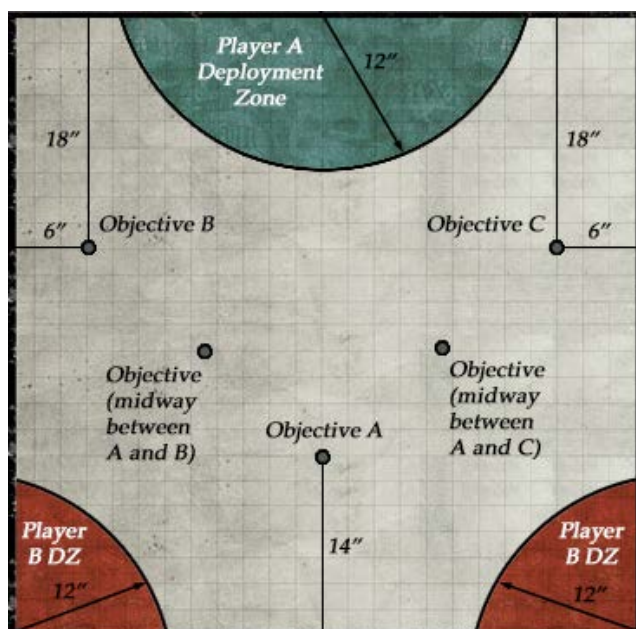 Player A
Deployment
Zone
12"
18"
18"
6"
Objective B
Objective C
6"
Objective
(midway
between
A and B)
Objective
(midway
between
A and C)
Objective A
Player
B DZ
12"
14"
Player
B DZ
12"